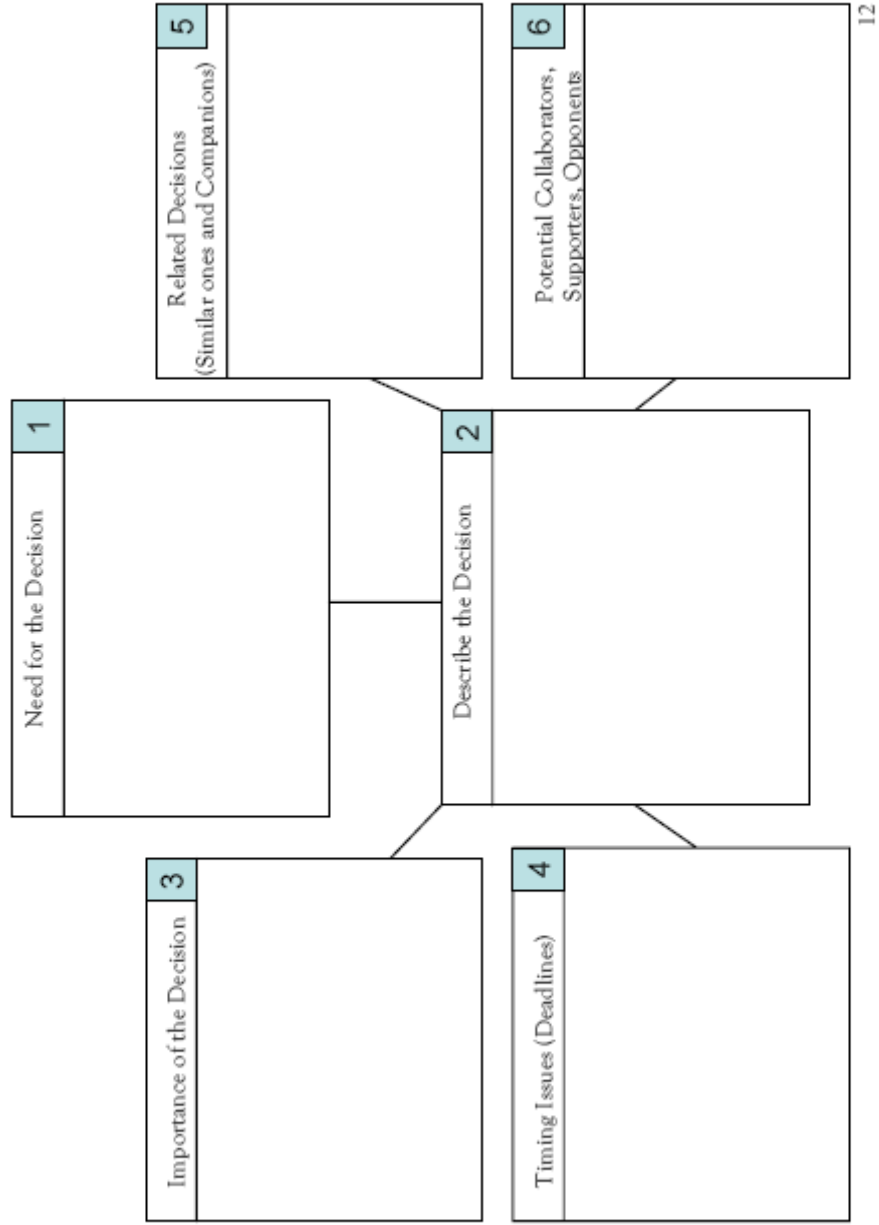 Need for the Decision
1
Importance of the Decision
3
Describe the Decision
2
Related Decisions
(Similar ones and Companions)
5
Timing Issues (Deadlines)
4
Potential Collaborators,
Supporters, Opponents
6
12